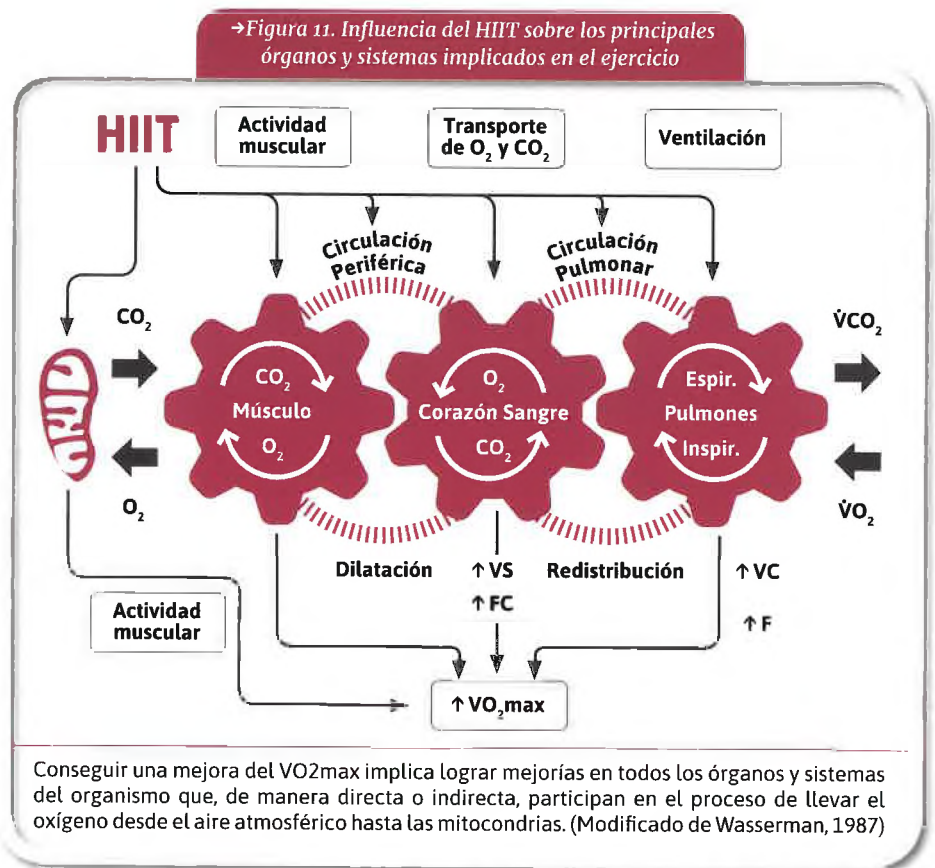 →Figura 11. Influencia del HIIT sobre los principales
órganos y sistemas implicados en el ejercicio
HIIT
Actividad
muscular
Transporte
de O₂ y CO₂
Ventilación
Circulación
Periférica
Circulación
Pulmonar
CO₂
V̇CO₂
CO₂
Músculo
O₂
O₂
Corazón Sangre
CO₂
Espir.
Pulmones
Inspir.
O₂
V̇O₂
Dilatación
↑ VS
↑ FC
Redistribución
↑ VC
↑ F
Actividad
muscular
↑ VO₂max
Conseguir una mejora del VO2max implica lograr mejorías en todos los órganos y sistemas
del organismo que, de manera directa o indirecta, participan en el proceso de llevar el
oxígeno desde el aire atmosférico hasta las mitocondrias. (Modificado de Wasserman, 1987)